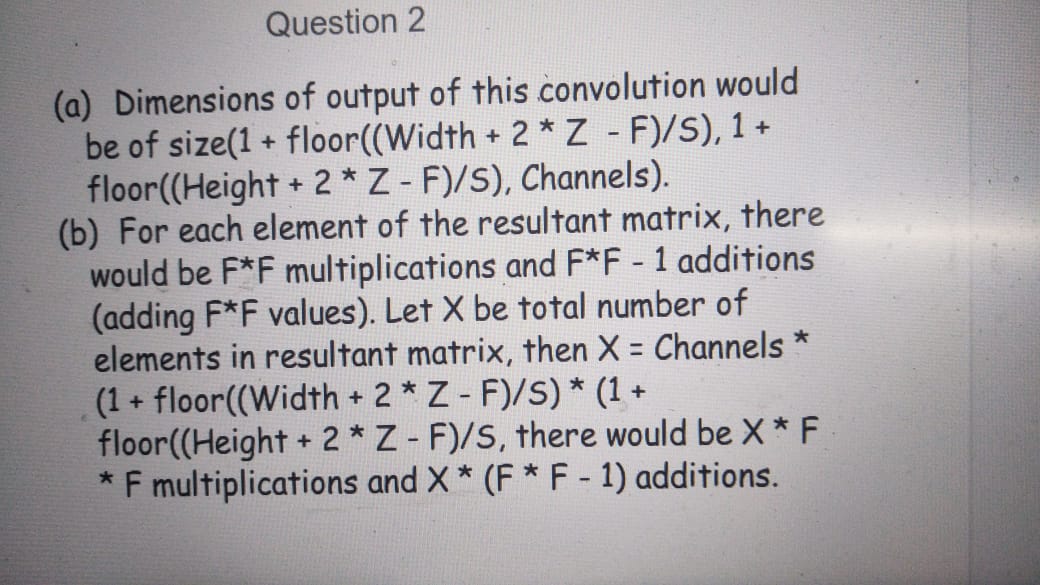 Question 2
(a) Dimensions of output of this convolution would
be of size(1 + floor((Width + 2 * Z - F)/S), 1 +
floor((Height + 2 * Z - F)/S), Channels).
(b) For each element of the resultant matrix, there
would be F*F multiplications and F*F - 1 additions
(adding F*F values). Let X be total number of
elements in resultant matrix, then X = Channels *
(1 + floor((Width + 2 * Z - F)/S) * (1 +
floor((Height + 2 * Z - F)/S, there would be X * F
* F multiplications and X * (F * F - 1) additions.